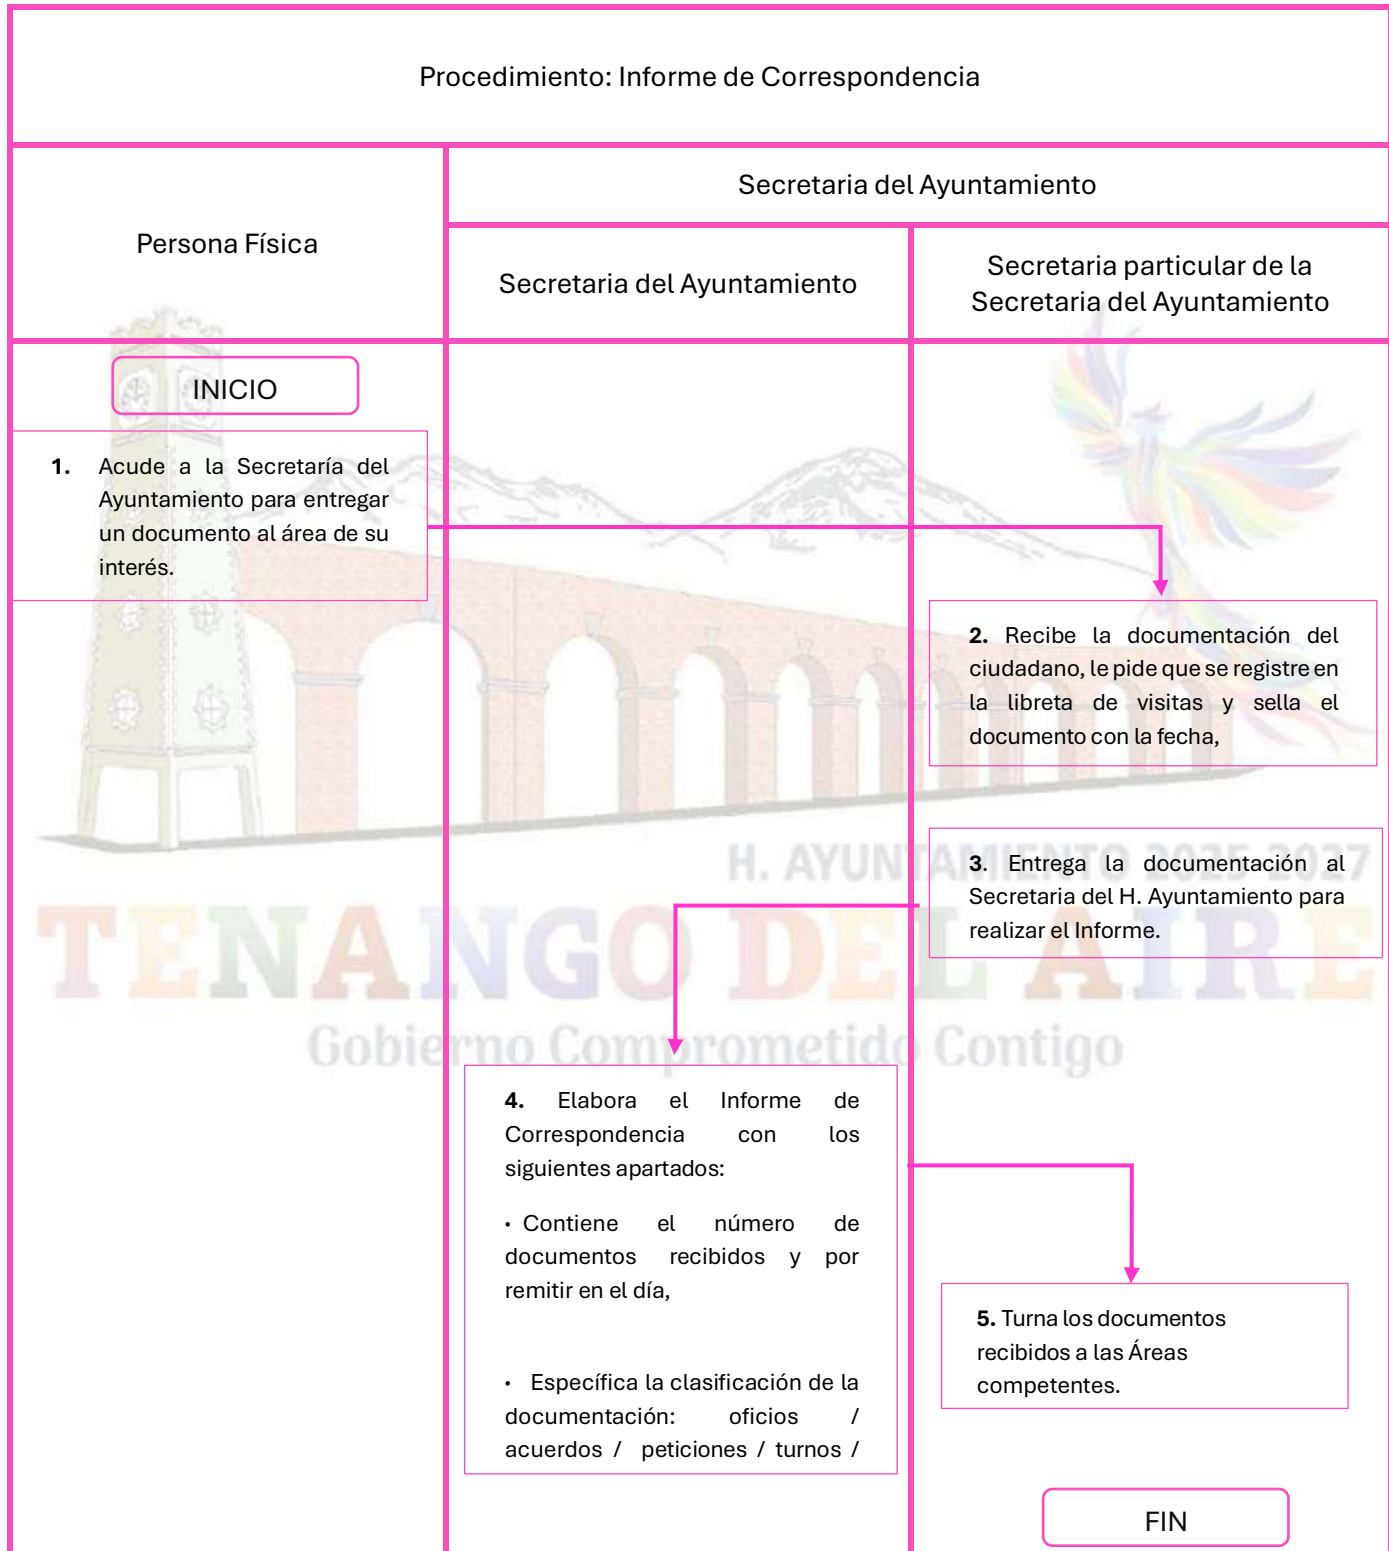 Procedimiento: Informe de Correspondencia
Persona Física
Secretaria del Ayuntamiento
Secretaria del Ayuntamiento
Secretaria particular de la
Secretaria del Ayuntamiento
INICIO
1. Acude a la Secretaría del
Ayuntamiento para entregar
un documento al área de su
interés.
2. Recibe la documentación del
ciudadano, le pide que se registre en
la libreta de visitas y sella el
documento con la fecha,
3. Entrega la documentación al
Secretaria del H. Ayuntamiento para
realizar el Informe.
H. AYUNTAMIENTO 2025-2027
TENANGO DEL AIRE
Gobierno Comprometido Contigo
4. Elabora el Informe de
Correspondencia con los
siguientes apartados:
· Contiene el número de
documentos recibidos y por
remitir en el día,
· Específica la clasificación de la
documentación: oficios /
acuerdos / peticiones / turnos /
5. Turna los documentos
recibidos a las Áreas
competentes.
FIN